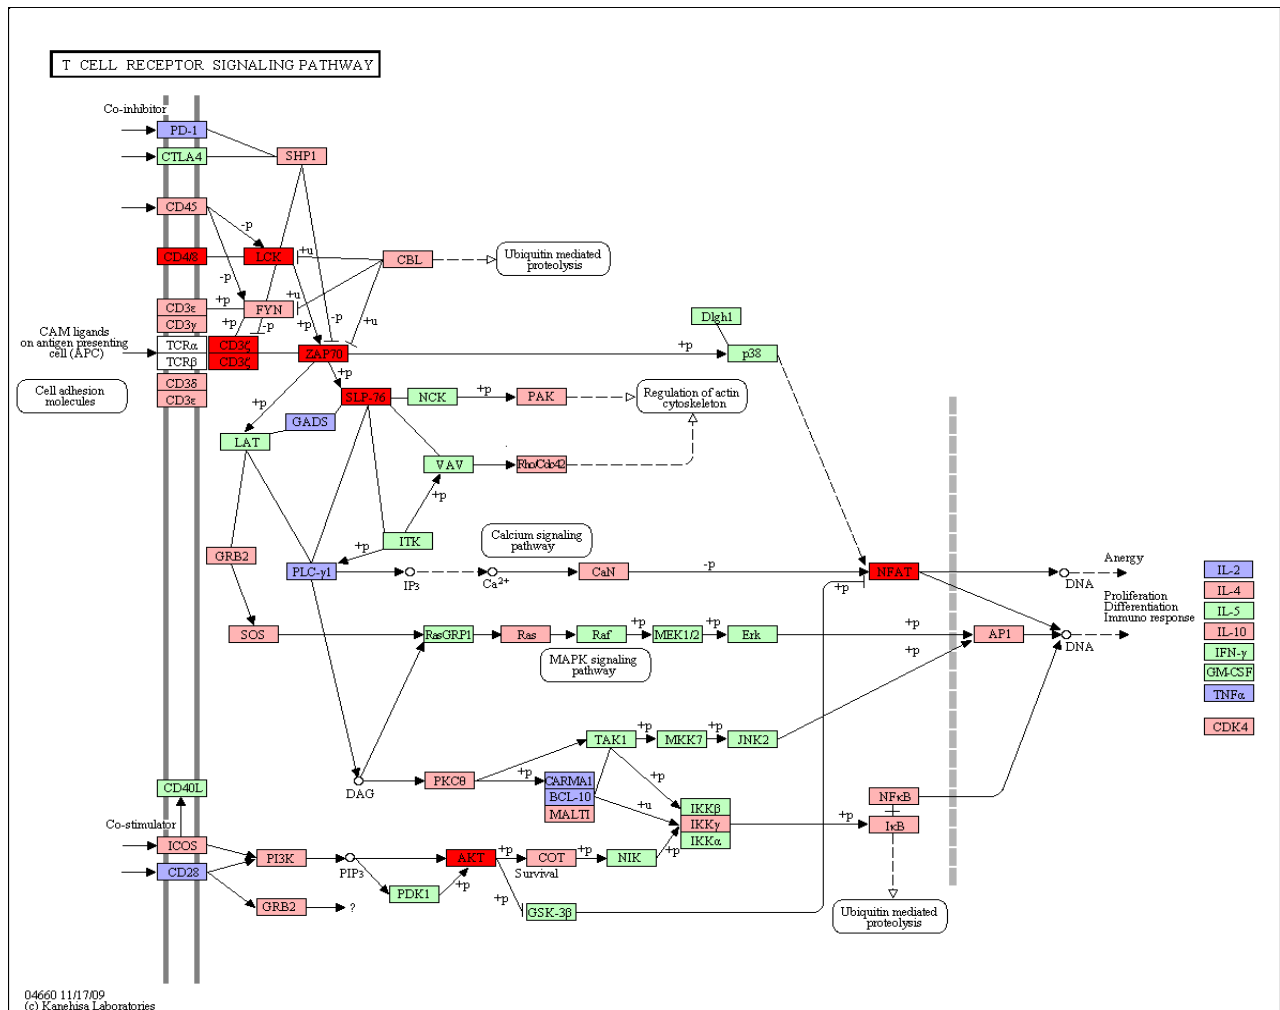 T CELL RECEPTOR SIGNALING PATHWAY
Co-inhibitor
PD-1
CTLA4
SHP1
CD45
-p
CD4/8
LCK
+u
CBL
Ubiquitin mediated
proteolysis
-p
CD3ε
+p
FYN
+u
CD3γ
+p
-p
+p
-p
+u
Dlgh1
CAM ligands
on antigen presenting
cell (APC)
TCRα
CD3ζ
ZAP70
+p
p38
TCRβ
CD3ζ
Cell adhesion
molecules
CD3δ
CD3ε
+p
SLP-76
NCK
+p
PAK
Regulation of actin
cytoskeleton
+p
GADS
LAT
VAV
Rho/Cdc42
+p
ITK
Calcium signaling
pathway
GRB2
+p
PLC-γ1
IP3
Ca2+
CaN
-p
NFAT
+p
DNA
Anergy
Proliferation
Differentiation
Immuno response
SOS
RasGRP1
Ras
Raf
+p
MEK1/2
+p
Erk
+p
AP1
DNA
MAPK signaling
pathway
+p
IL-2
IL-4
IL-5
IL-10
IFN-γ
GM-CSF
TNFα
CDK4
TAK1
+p
MKK7
+p
JNK2
DAG
PKCθ
+p
CARMA1
BCL-10
MALT1
+p
+u
IKKβ
IKKγ
IKKα
+p
NFκB
IκB
CD40L
Co-stimulator
ICOS
CD28
PI3K
PIP3
AKT
+p
COT
+p
NIK
+p
Survival
PDK1
+p
+p
GSK-3β
GRB2
?
Ubiquitin mediated
proteolysis
04660 11/17/09
(c) Kanehisa Laboratories